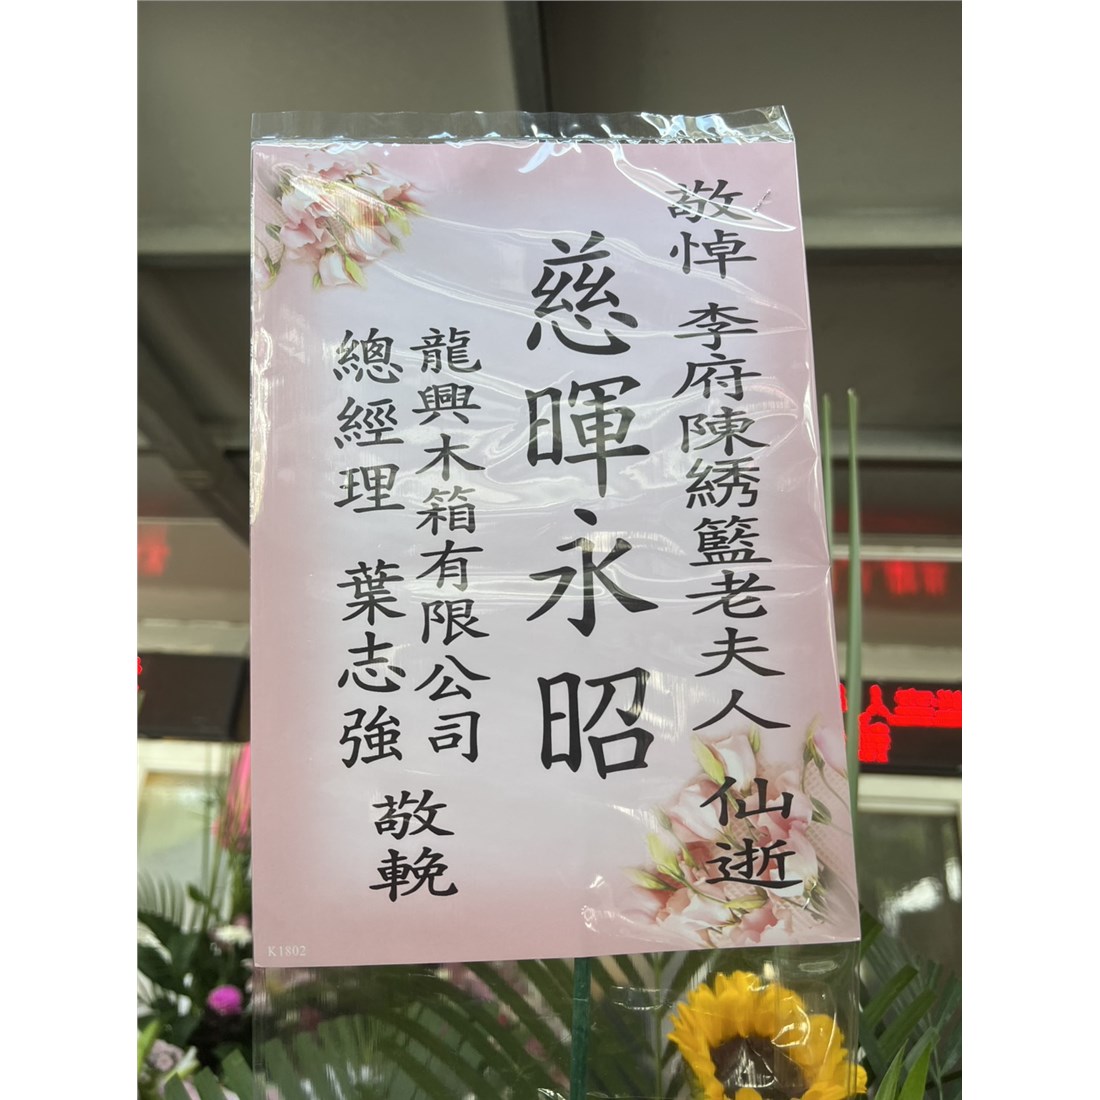 敬悼 李府陳綉籃老夫人 仙逝
慈暉永昭
龍興木箱有限公司
總經理 葉志強
敬輓
K1802